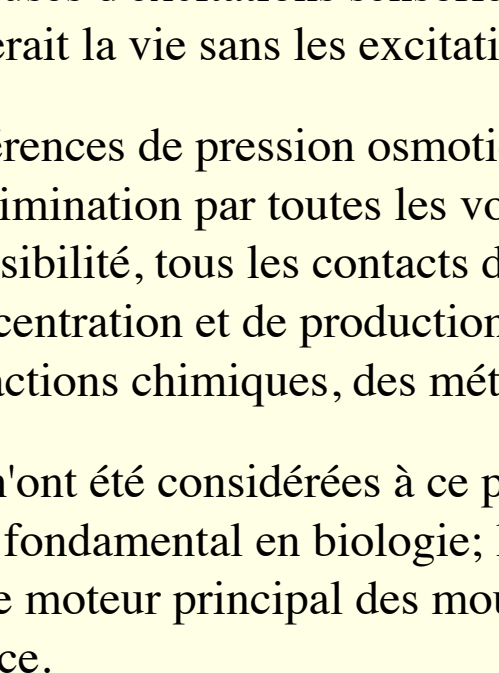 erait la vie sans les excitati
érences de pression osmoti
imination par toutes les vo
sibilité, tous les contacts d
centration et de production
actions chimiques, des mét
n'ont été considérées à ce p
fondamental en biologie; l
e moteur principal des mou
ce.